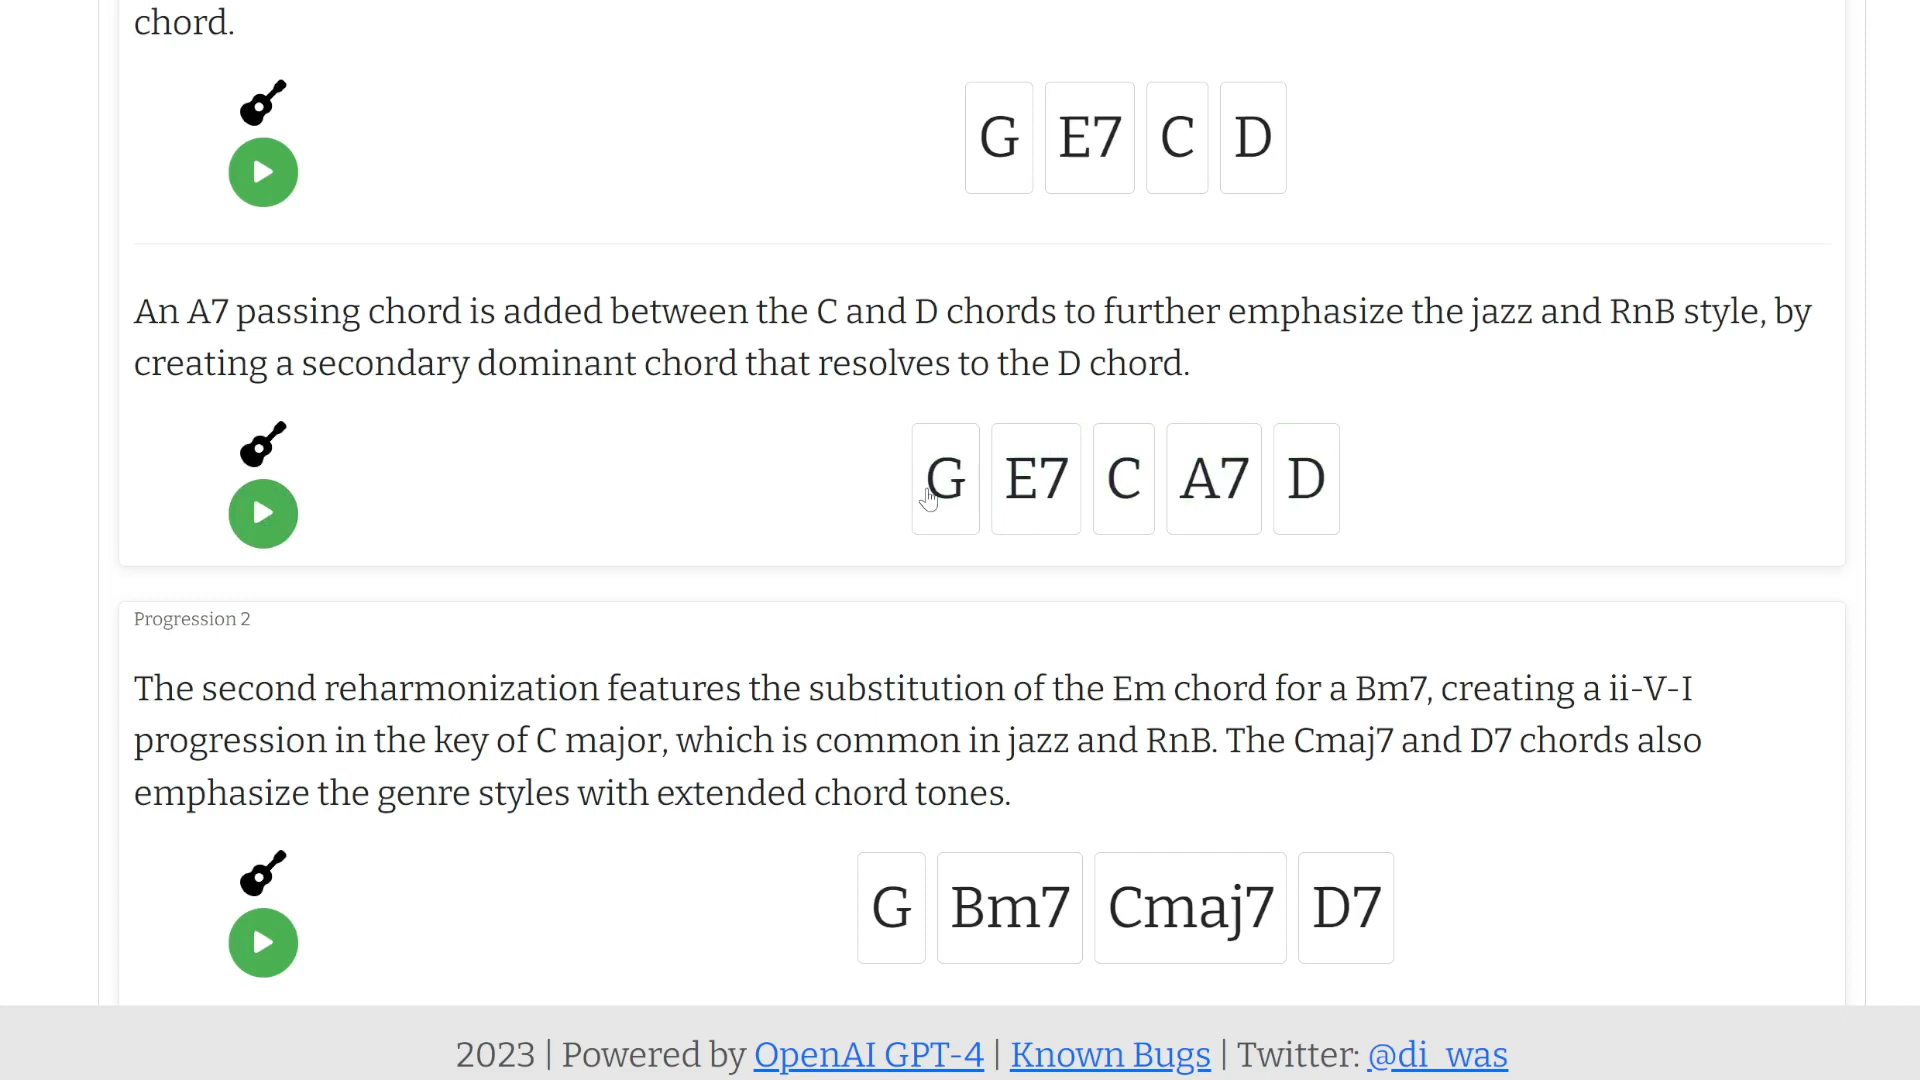 chord.
G E7 C D
An A7 passing chord is added between the C and D chords to further emphasize the jazz and RnB style, by
creating a secondary dominant chord that resolves to the D chord.
G E7 C A7 D
Progression 2
The second reharmonization features the substitution of the Em chord for a Bm7, creating a ii-V-I
progression in the key of C major, which is common in jazz and RnB. The Cmaj7 and D7 chords also
emphasize the genre styles with extended chord tones.
G Bm7 Cmaj7 D7
2023 | Powered by OpenAI GPT-4 | Known Bugs | Twitter: @di_was